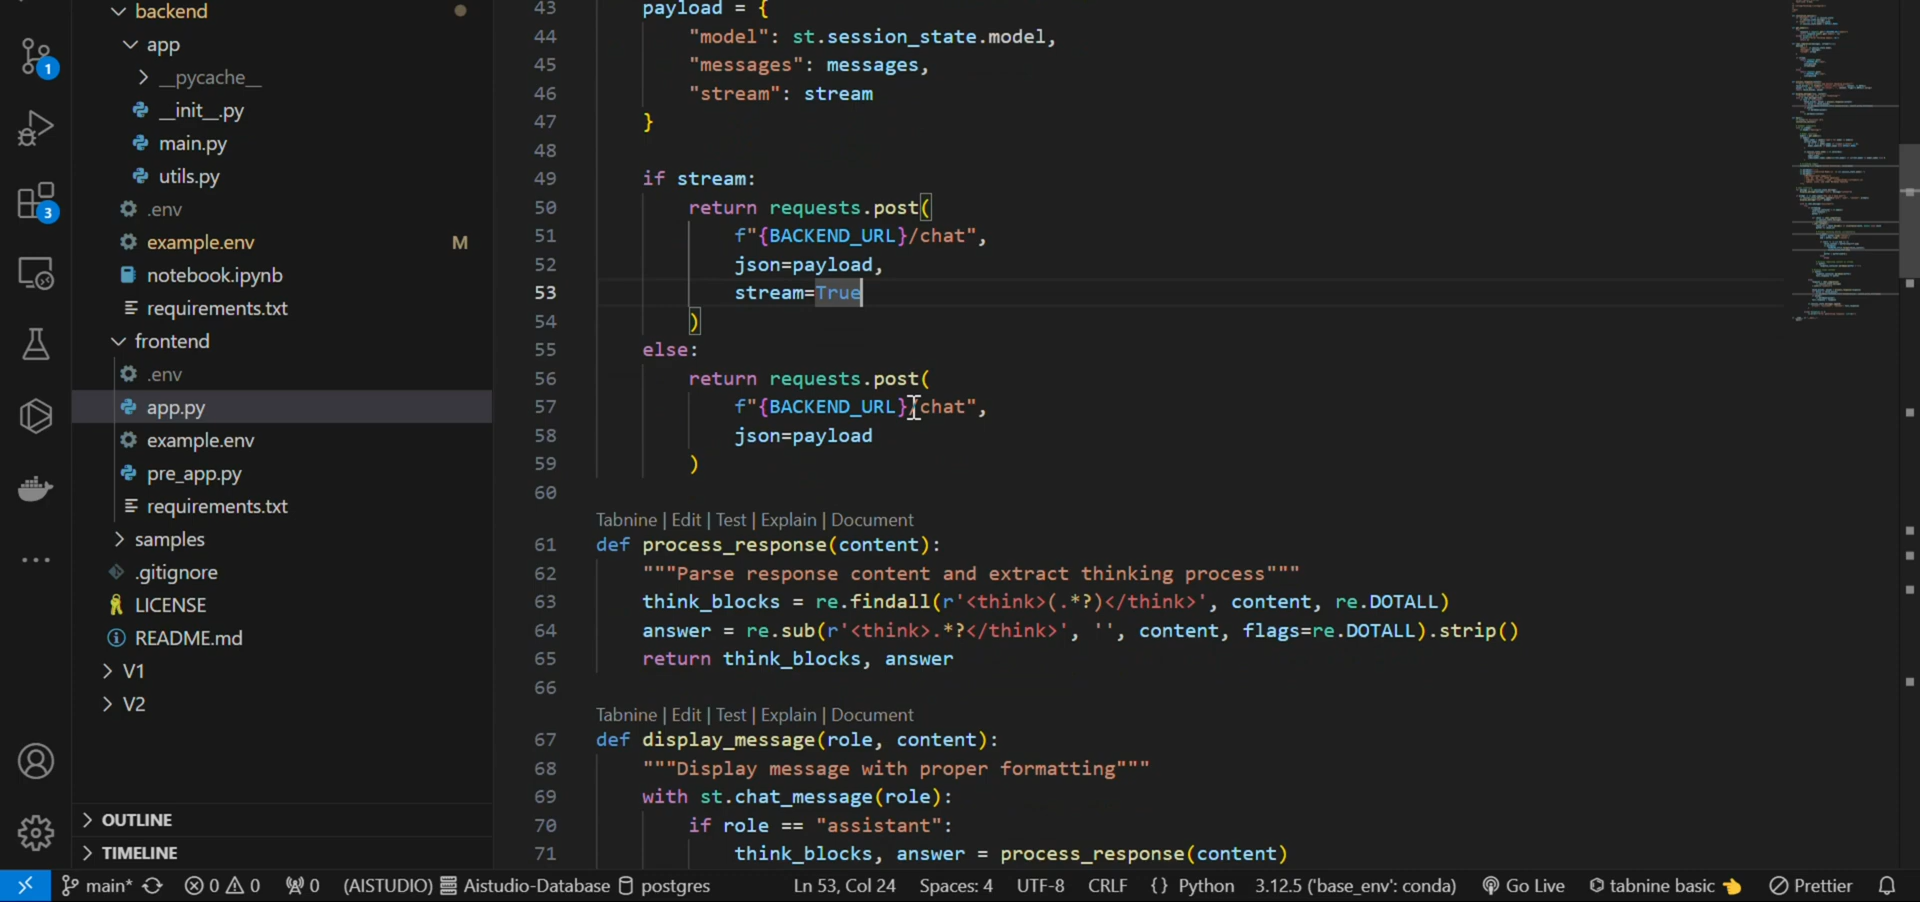 backend
app
__pycache__
__init__.py
main.py
utils.py
.env
example.env M
notebook.ipynb
requirements.txt
frontend
.env
app.py
example.env
pre_app.py
requirements.txt
samples
.gitignore
LICENSE
README.md
V1
V2
OUTLINE
TIMELINE
1
3
43 payload = {
44 "model": st.session_state.model,
45 "messages": messages,
46 "stream": stream
47 }
48
49 if stream:
50 return requests.post(
51 f"{BACKEND_URL}/chat",
52 json=payload,
53 stream=True
54 )
55 else:
56 return requests.post(
57 f"{BACKEND_URL}/chat",
58 json=payload
59 )
60
Tabnine | Edit | Test | Explain | Document
61 def process_response(content):
62 """Parse response content and extract thinking process"""
63 think_blocks = re.findall(r'<think>(.*?)</think>', content, re.DOTALL)
64 answer = re.sub(r'<think>.*?</think>', '', content, flags=re.DOTALL).strip()
65 return think_blocks, answer
66
Tabnine | Edit | Test | Explain | Document
67 def display_message(role, content):
68 """Display message with proper formatting"""
69 with st.chat_message(role):
70 if role == "assistant":
71 think_blocks, answer = process_response(content)
main* 0 0 0 (AISTUDIO) Aistudio-Database postgres Ln 53, Col 24 Spaces: 4 UTF-8 CRLF {} Python 3.12.5 ('base_env': conda) Go Live tabnine basic 👈 Prettier